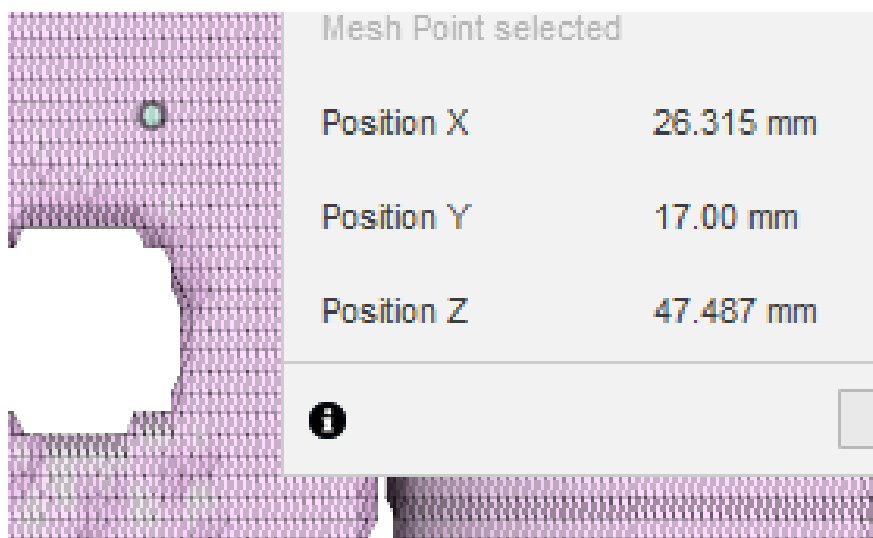 Mesh Point selected
Position X 26.315 mm
Position Y 17.00 mm
Position Z 47.487 mm